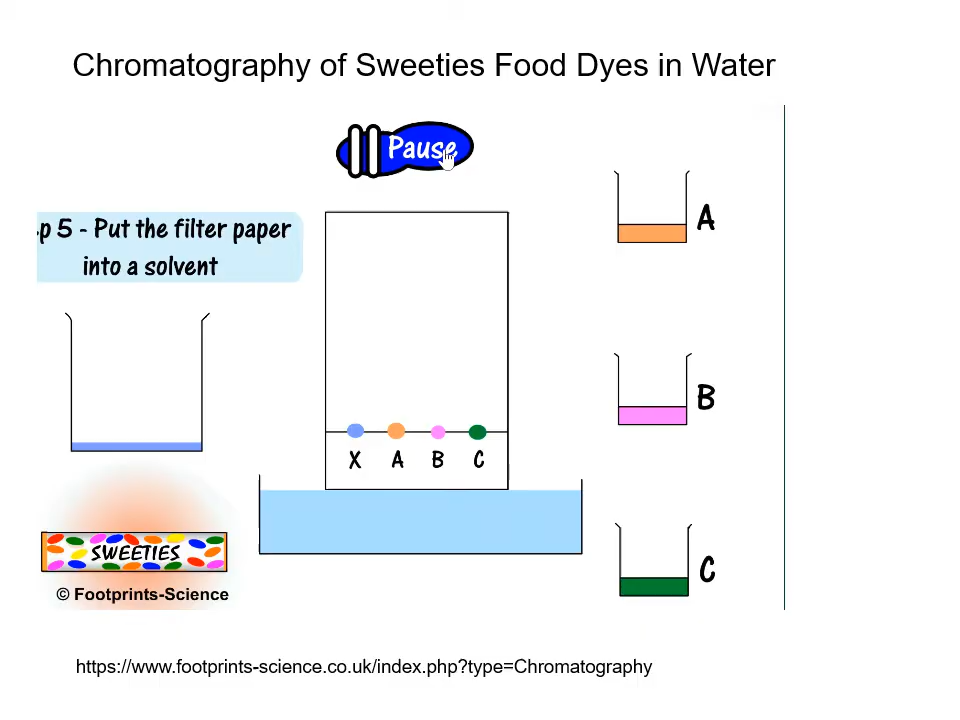 Chromatography of Sweeties Food Dyes in Water
Pause
5 - Put the filter paper
into a solvent
A
B
X A B C
C
SWEETIES
© Footprints-Science
https://www.footprints-science.co.uk/index.php?type=Chromatography